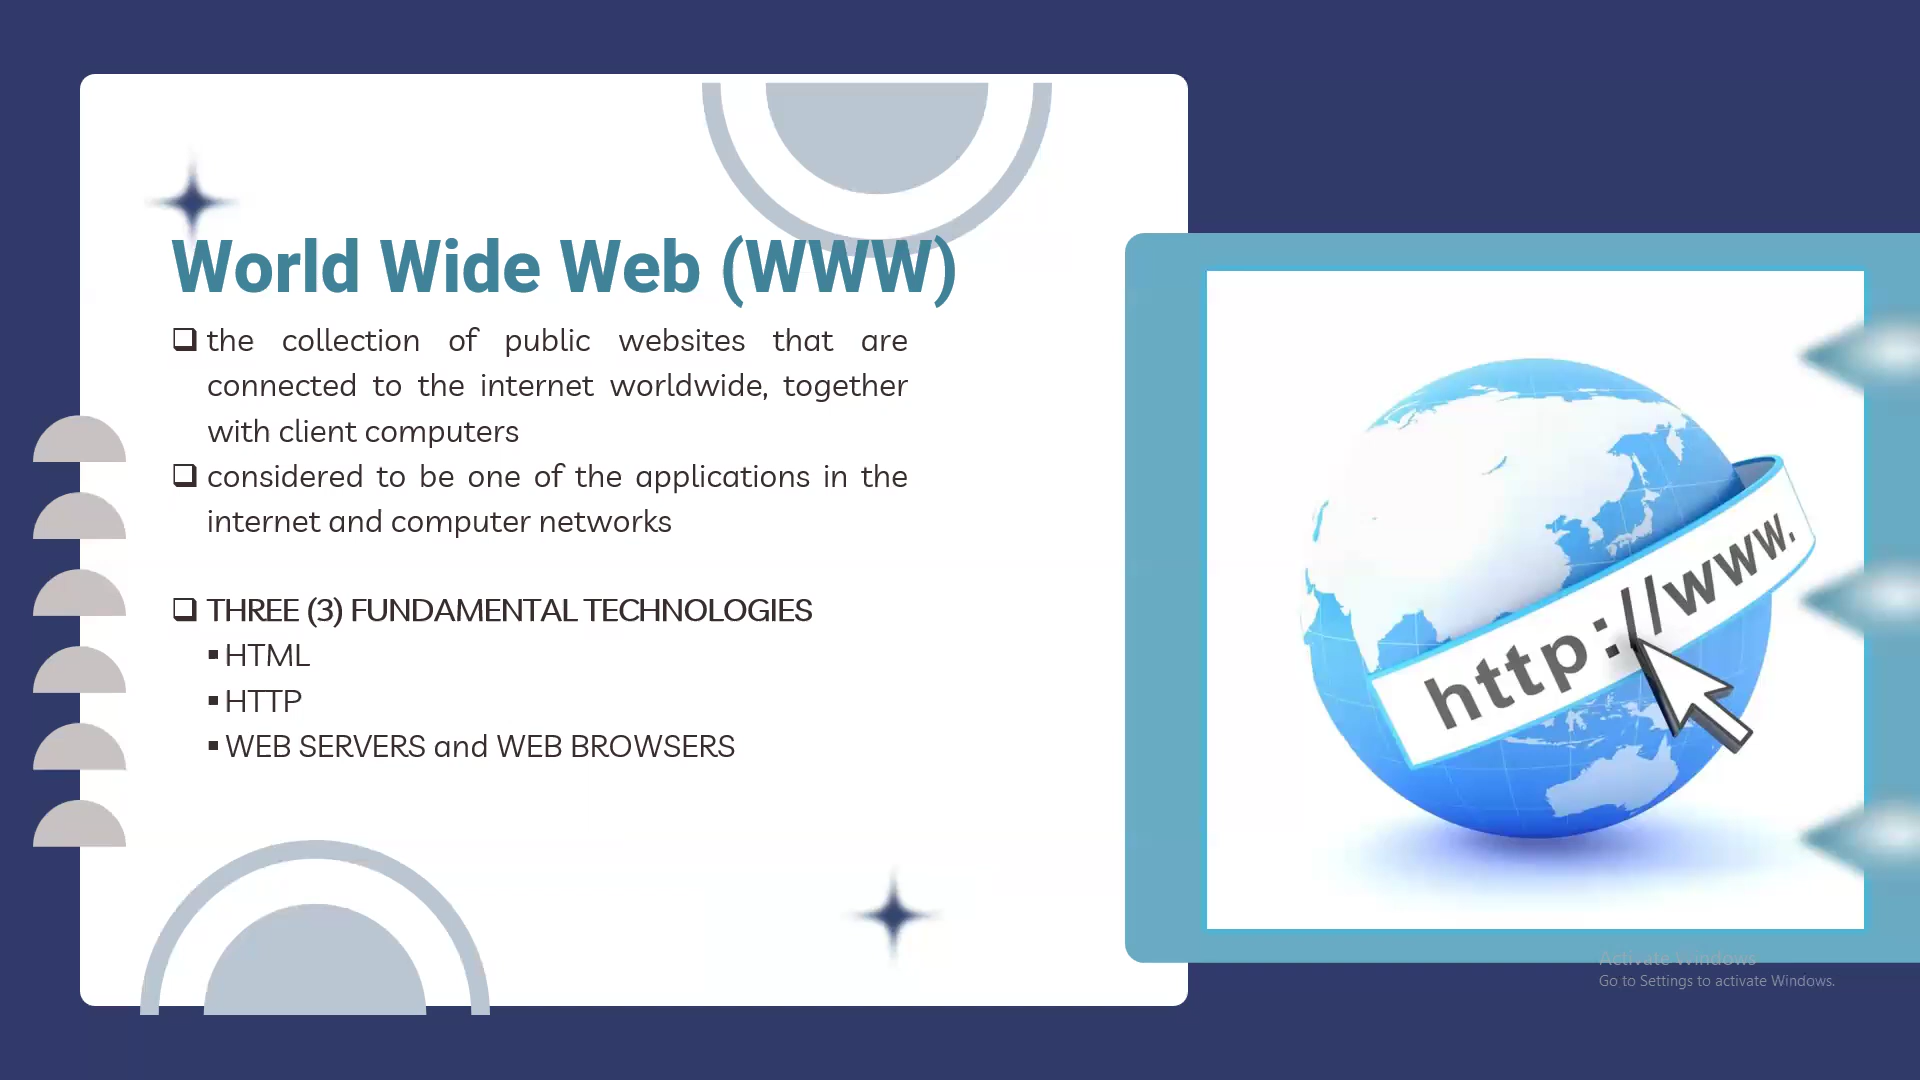 World Wide Web (WWW)
❑ the collection of public websites that are
connected to the internet worldwide, together
with client computers
❑ considered to be one of the applications in the
internet and computer networks
❑ THREE (3) FUNDAMENTAL TECHNOLOGIES
▪ HTML
▪ HTTP
▪ WEB SERVERS and WEB BROWSERS
http://www.
Activate Windows
Go to Settings to activate Windows.